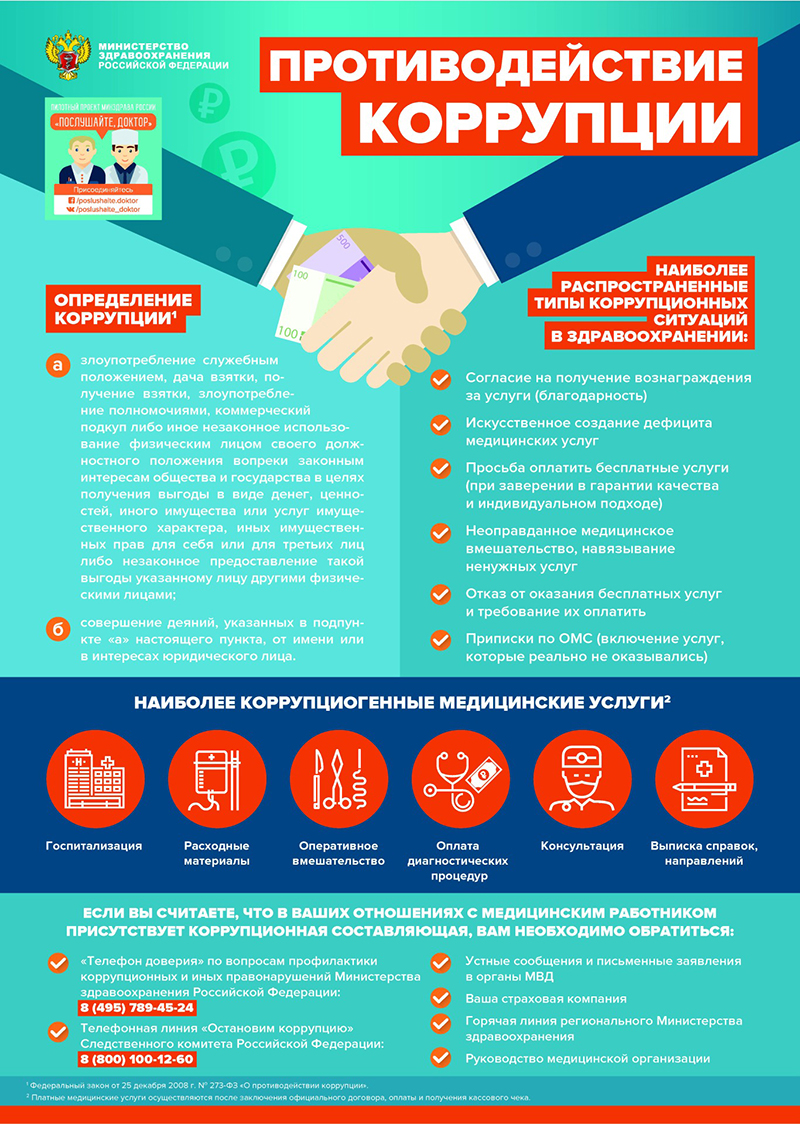 МИНИСТЕРСТВО
ЗДРАВООХРАНЕНИЯ
РОССИЙСКОЙ ФЕДЕРАЦИИ
ПРОТИВОДЕЙСТВИЕ
КОРРУПЦИИ
ПИЛОТНЫЙ ПРОЕКТ МИНЗДРАВА РОССИИ
«ПОСЛУШАЙТЕ, ДОКТОР»
Присоединяйтесь
/poslushaite.doktor
/poslushaite_doktor
500
100
100
ОПРЕДЕЛЕНИЕ
КОРРУПЦИИ¹
а
злоупотребление служебным
положением, дача взятки, по-
лучение взятки, злоупотребле-
ние полномочиями, коммерческий
подкуп либо иное незаконное использо-
вание физическим лицом своего долж-
ностного положения вопреки законным
интересам общества и государства в целях
получения выгоды в виде денег, ценно-
стей, иного имущества или услуг имуще-
ственного характера, иных имуществен-
ных прав для себя или для третьих лиц
либо незаконное предоставление такой
выгоды указанному лицу другими физиче-
скими лицами;
б
совершение деяний, указанных в подпун-
кте «а» настоящего пункта, от имени или
в интересах юридического лица.
НАИБОЛЕЕ
РАСПРОСТРАНЕННЫЕ
ТИПЫ КОРРУПЦИОННЫХ
СИТУАЦИЙ
В ЗДРАВООХРАНЕНИИ:
Согласие на получение вознаграждения
за услуги (благодарность)
Искусственное создание дефицита
медицинских услуг
Просьба оплатить бесплатные услуги
(при заверении в гарантии качества
и индивидуальном подходе)
Неоправданное медицинское
вмешательство, навязывание
ненужных услуг
Отказ от оказания бесплатных услуг
и требование их оплатить
Приписки по ОМС (включение услуг,
которые реально не оказывались)
НАИБОЛЕЕ КОРРУПЦИОГЕННЫЕ МЕДИЦИНСКИЕ УСЛУГИ²
Госпитализация
Расходные
материалы
Оперативное
вмешательство
Оплата
диагностических
процедур
Консультация
Выписка справок,
направлений
ЕСЛИ ВЫ СЧИТАЕТЕ, ЧТО В ВАШИХ ОТНОШЕНИЯХ С МЕДИЦИНСКИМ РАБОТНИКОМ
ПРИСУТСТВУЕТ КОРРУПЦИОННАЯ СОСТАВЛЯЮЩАЯ, ВАМ НЕОБХОДИМО ОБРАТИТЬСЯ:
«Телефон доверия» по вопросам профилактики
коррупционных и иных правонарушений Министерства
здравоохранения Российской Федерации:
8 (495) 789-45-24
Телефонная линия «Остановим коррупцию»
Следственного комитета Российской Федерации:
8 (800) 100-12-60
Устные сообщения и письменные заявления
в органы МВД
Ваша страховая компания
Горячая линия регионального Министерства
здравоохранения
Руководство медицинской организации
¹ Федеральный закон от 25 декабря 2008 г. № 273-ФЗ «О противодействии коррупции».
² Платные медицинские услуги осуществляются после заключения официального договора, оплаты и получения кассового чека.